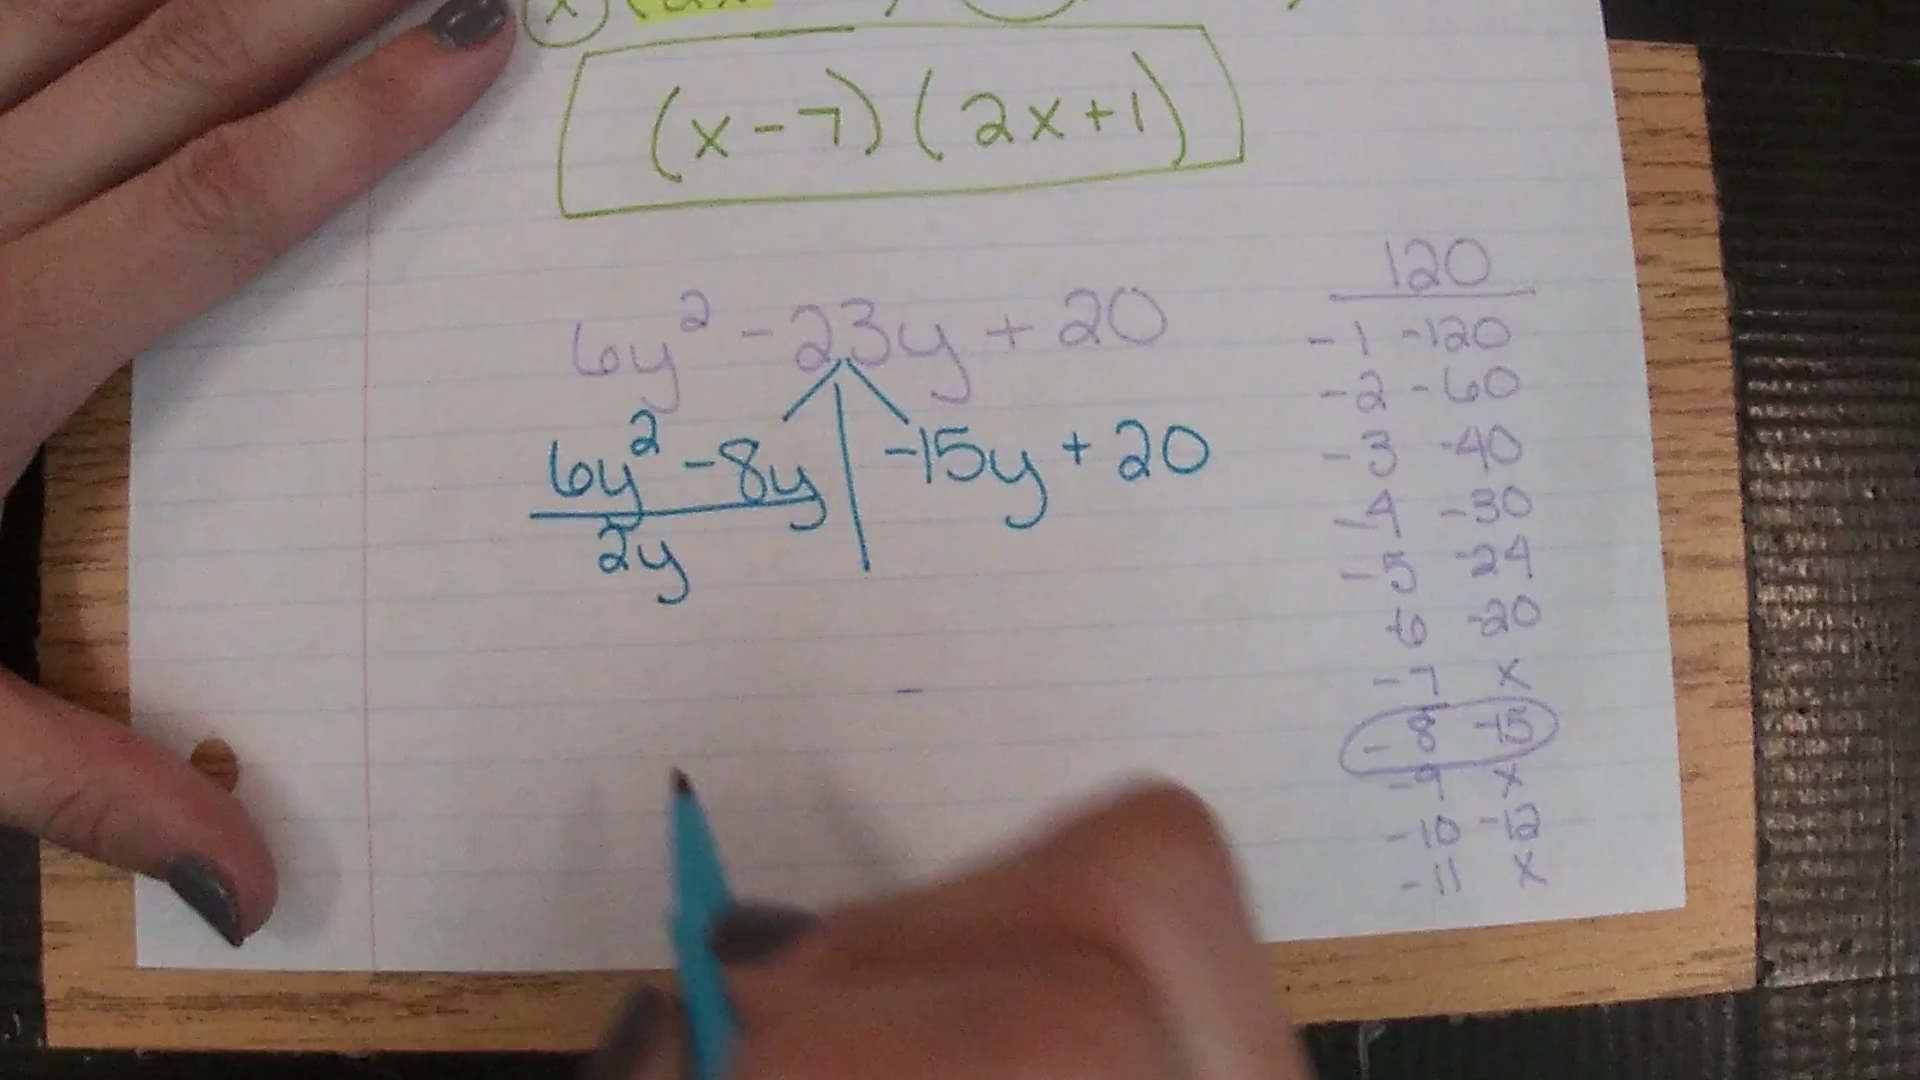 (x-7)(2x+1)
6y² - 23y + 20
6y² - 8y | -15y + 20
2y
120
-1 -120
-2 -60
-3 -40
-4 -30
-5 -24
-6 -20
-7 x
-8 -15
-9 x
-10 -12
-11 x